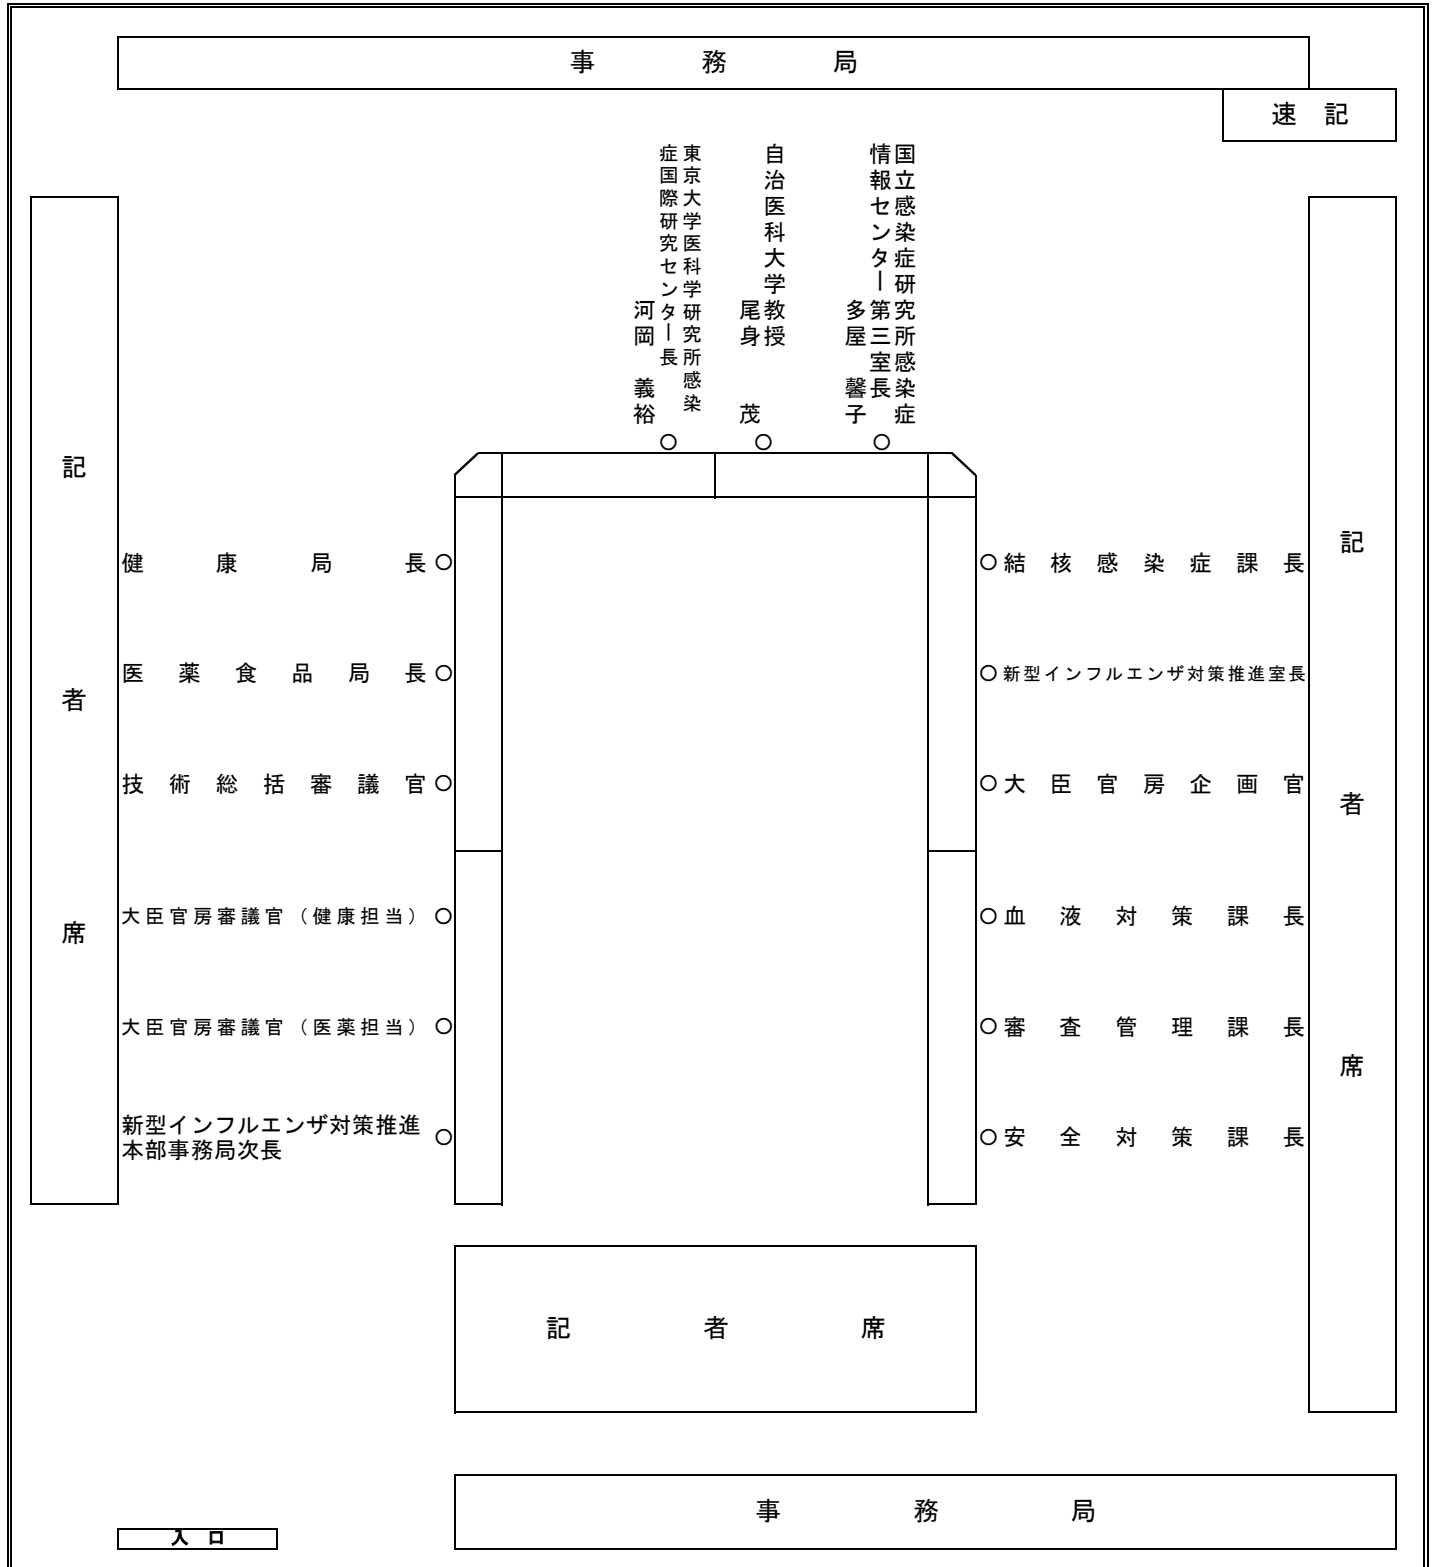 事務局
速記
国立感染症研究所感染症
情報センター第三室長
多屋 馨子
自治医科大学教授
尾身 茂
東京大学医科学研究所感染
症国際研究センター長
河岡 義裕
記者席
健康局長
医薬食品局長
技術総括審議官
大臣官房審議官（健康担当）
大臣官房審議官（医薬担当）
新型インフルエンザ対策推進
本部事務局次長
結核感染症課長
新型インフルエンザ対策推進室長
大臣官房企画官
血液対策課長
審査管理課長
安全対策課長
記者席
記者席
事務局
入口